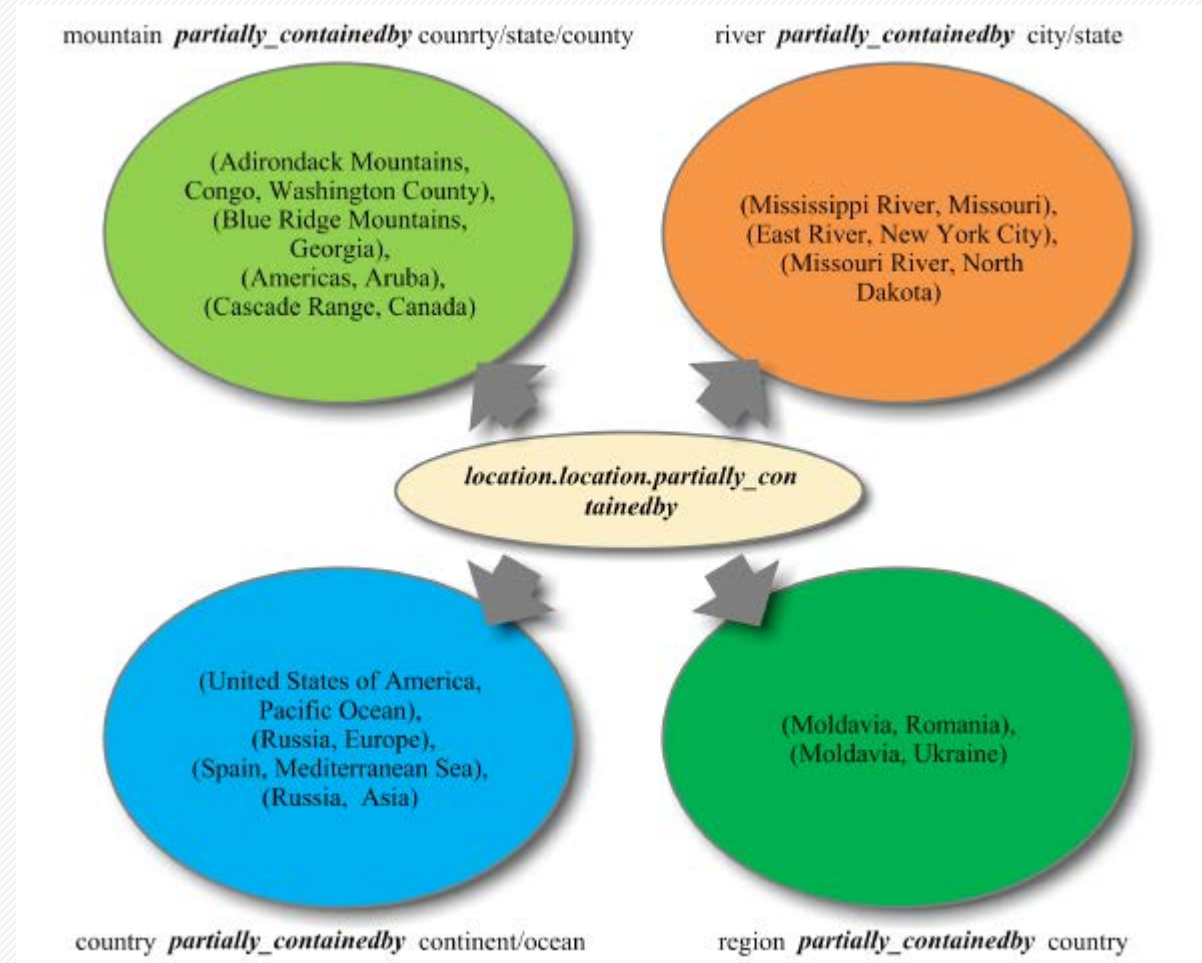 mountain partially_containedby counrty/state/county
river partially_containedby city/state
(Adirondack Mountains,
Congo, Washington County),
(Blue Ridge Mountains,
Georgia),
(Americas, Aruba),
(Cascade Range, Canada)
(Mississippi River, Missouri),
(East River, New York City),
(Missouri River, North
Dakota)
location.location.partially_con
tainedby
(United States of America,
Pacific Ocean),
(Russia, Europe),
(Spain, Mediterranean Sea),
(Russia, Asia)
(Moldavia, Romania),
(Moldavia, Ukraine)
country partially_containedby continent/ocean
region partially_containedby country